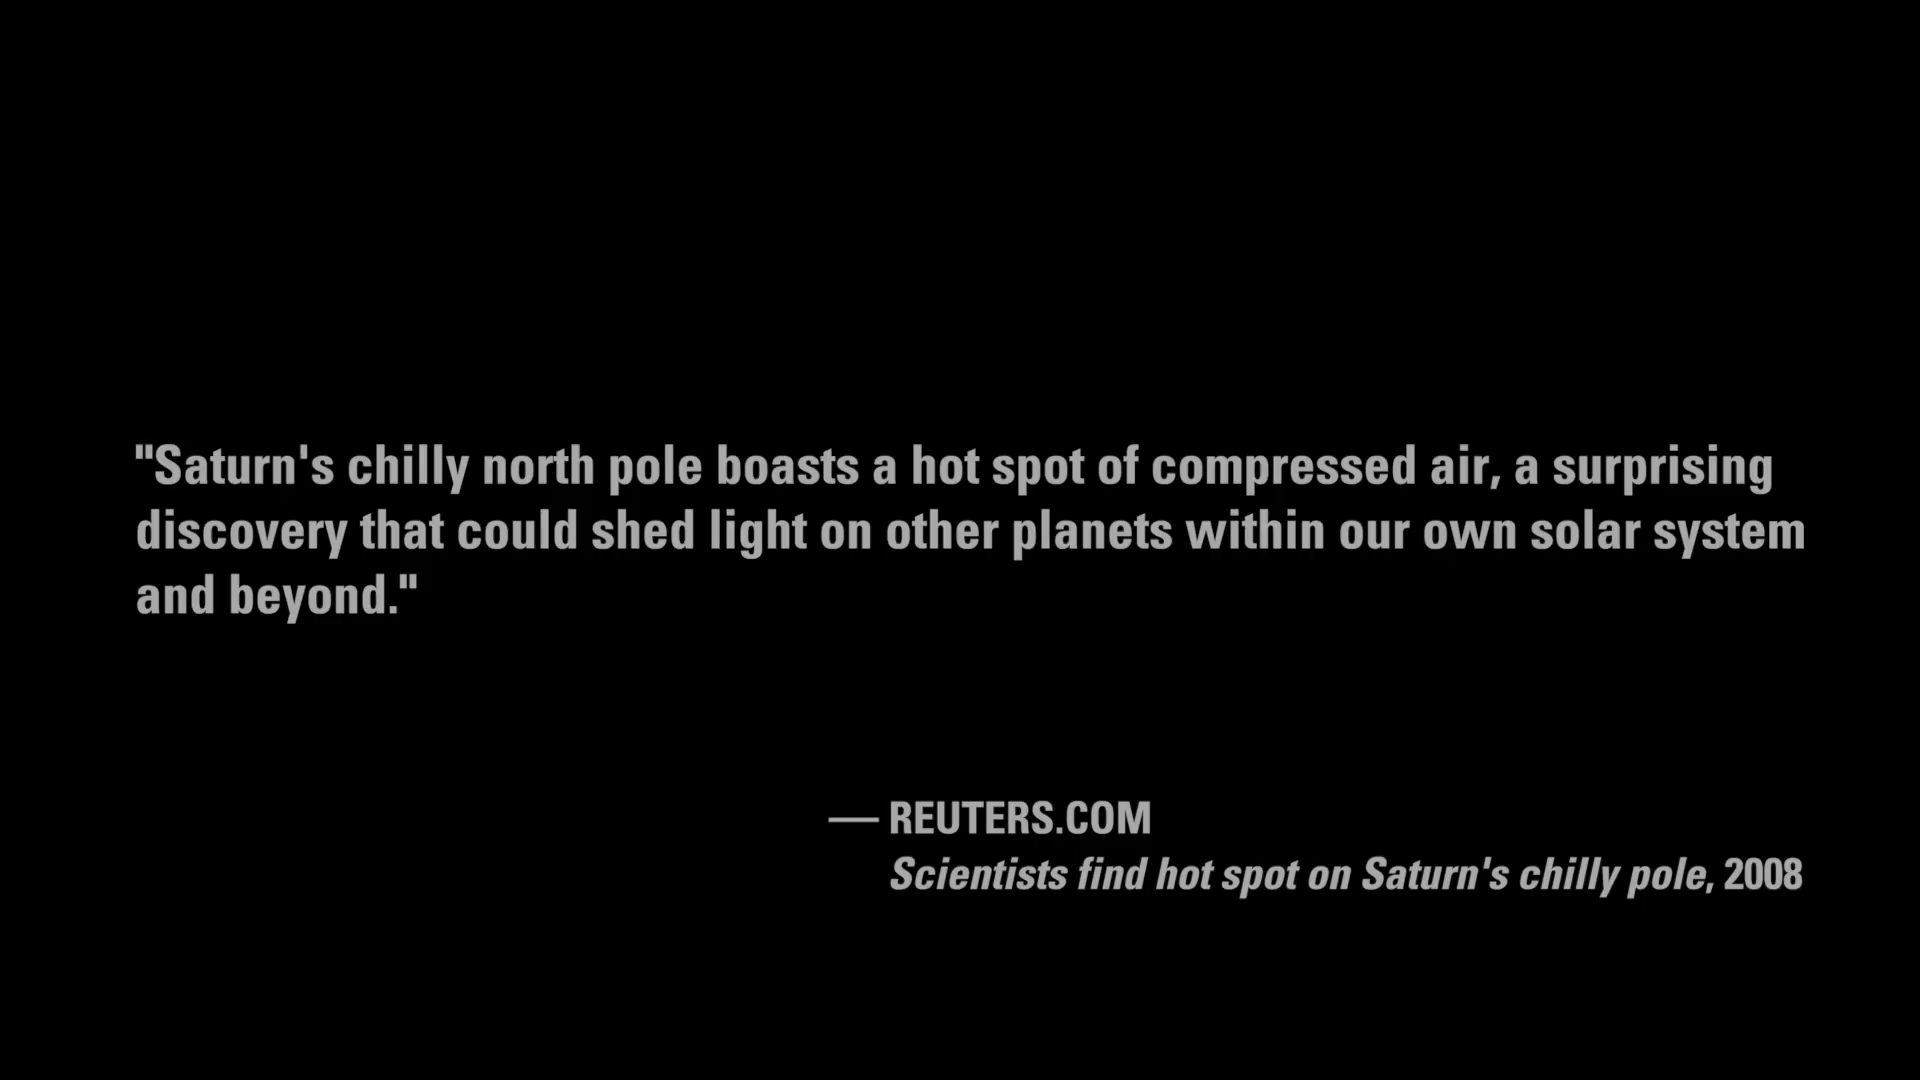 "Saturn's chilly north pole boasts a hot spot of compressed air, a surprising
discovery that could shed light on other planets within our own solar system
and beyond."
— REUTERS.COM
Scientists find hot spot on Saturn's chilly pole, 2008